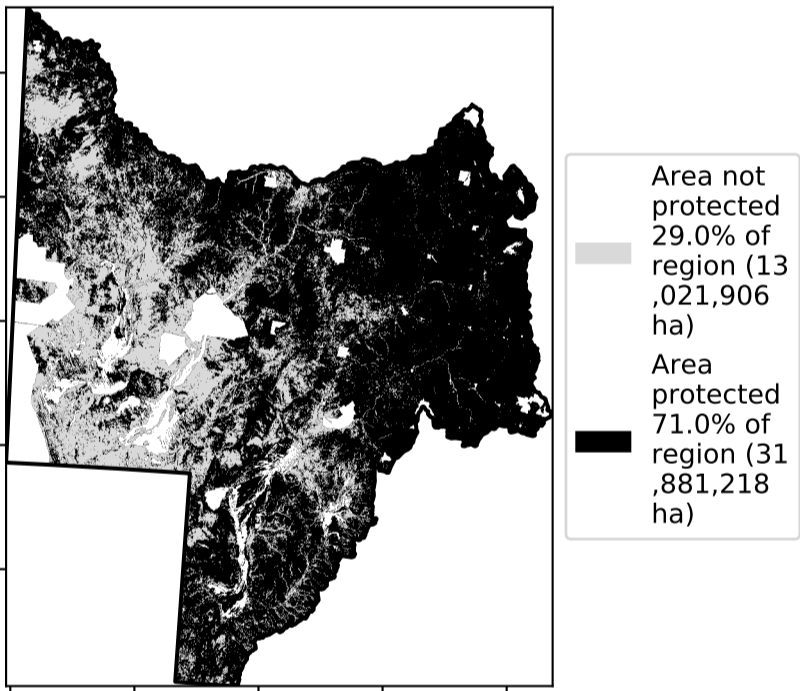 Area not
protected
29.0% of
region (13
,021,906
ha)
Area
protected
71.0% of
region (31
,881,218
ha)